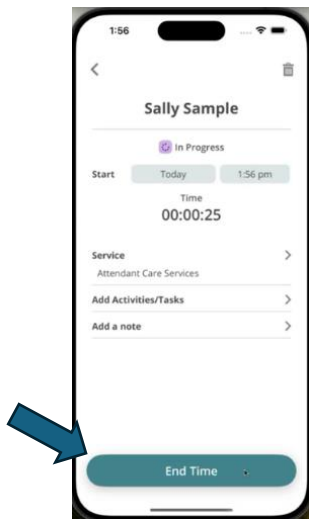 1:56
Sally Sample
In Progress
Start Today 1:56 pm
Time
00:00:25
Service
Attendant Care Services
Add Activities/Tasks
Add a note
End Time